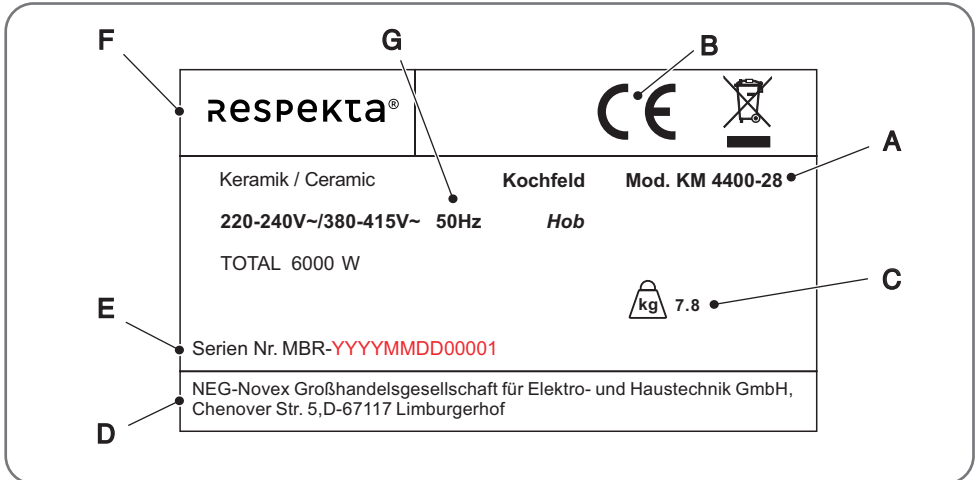 F
G
B
Respekta®
CE
A
Keramik / Ceramic Kochfeld Mod. KM 4400-28
220-240V~/380-415V~ 50Hz Hob
TOTAL 6000 W
C
kg 7.8
E
Serien Nr. MBR-YYYYMMDD00001
NEG-Novex Großhandelsgesellschaft für Elektro- und Haustechnik GmbH,
Chenover Str. 5,D-67117 Limburgerhof
D